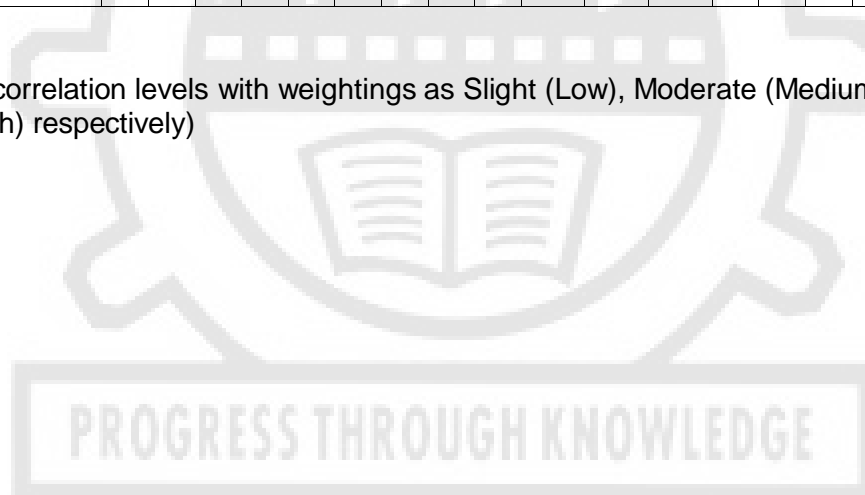 correlation levels with weightings as Slight (Low), Moderate (Medium
h) respectively)
PROGRESS THROUGH KNOWLEDGE